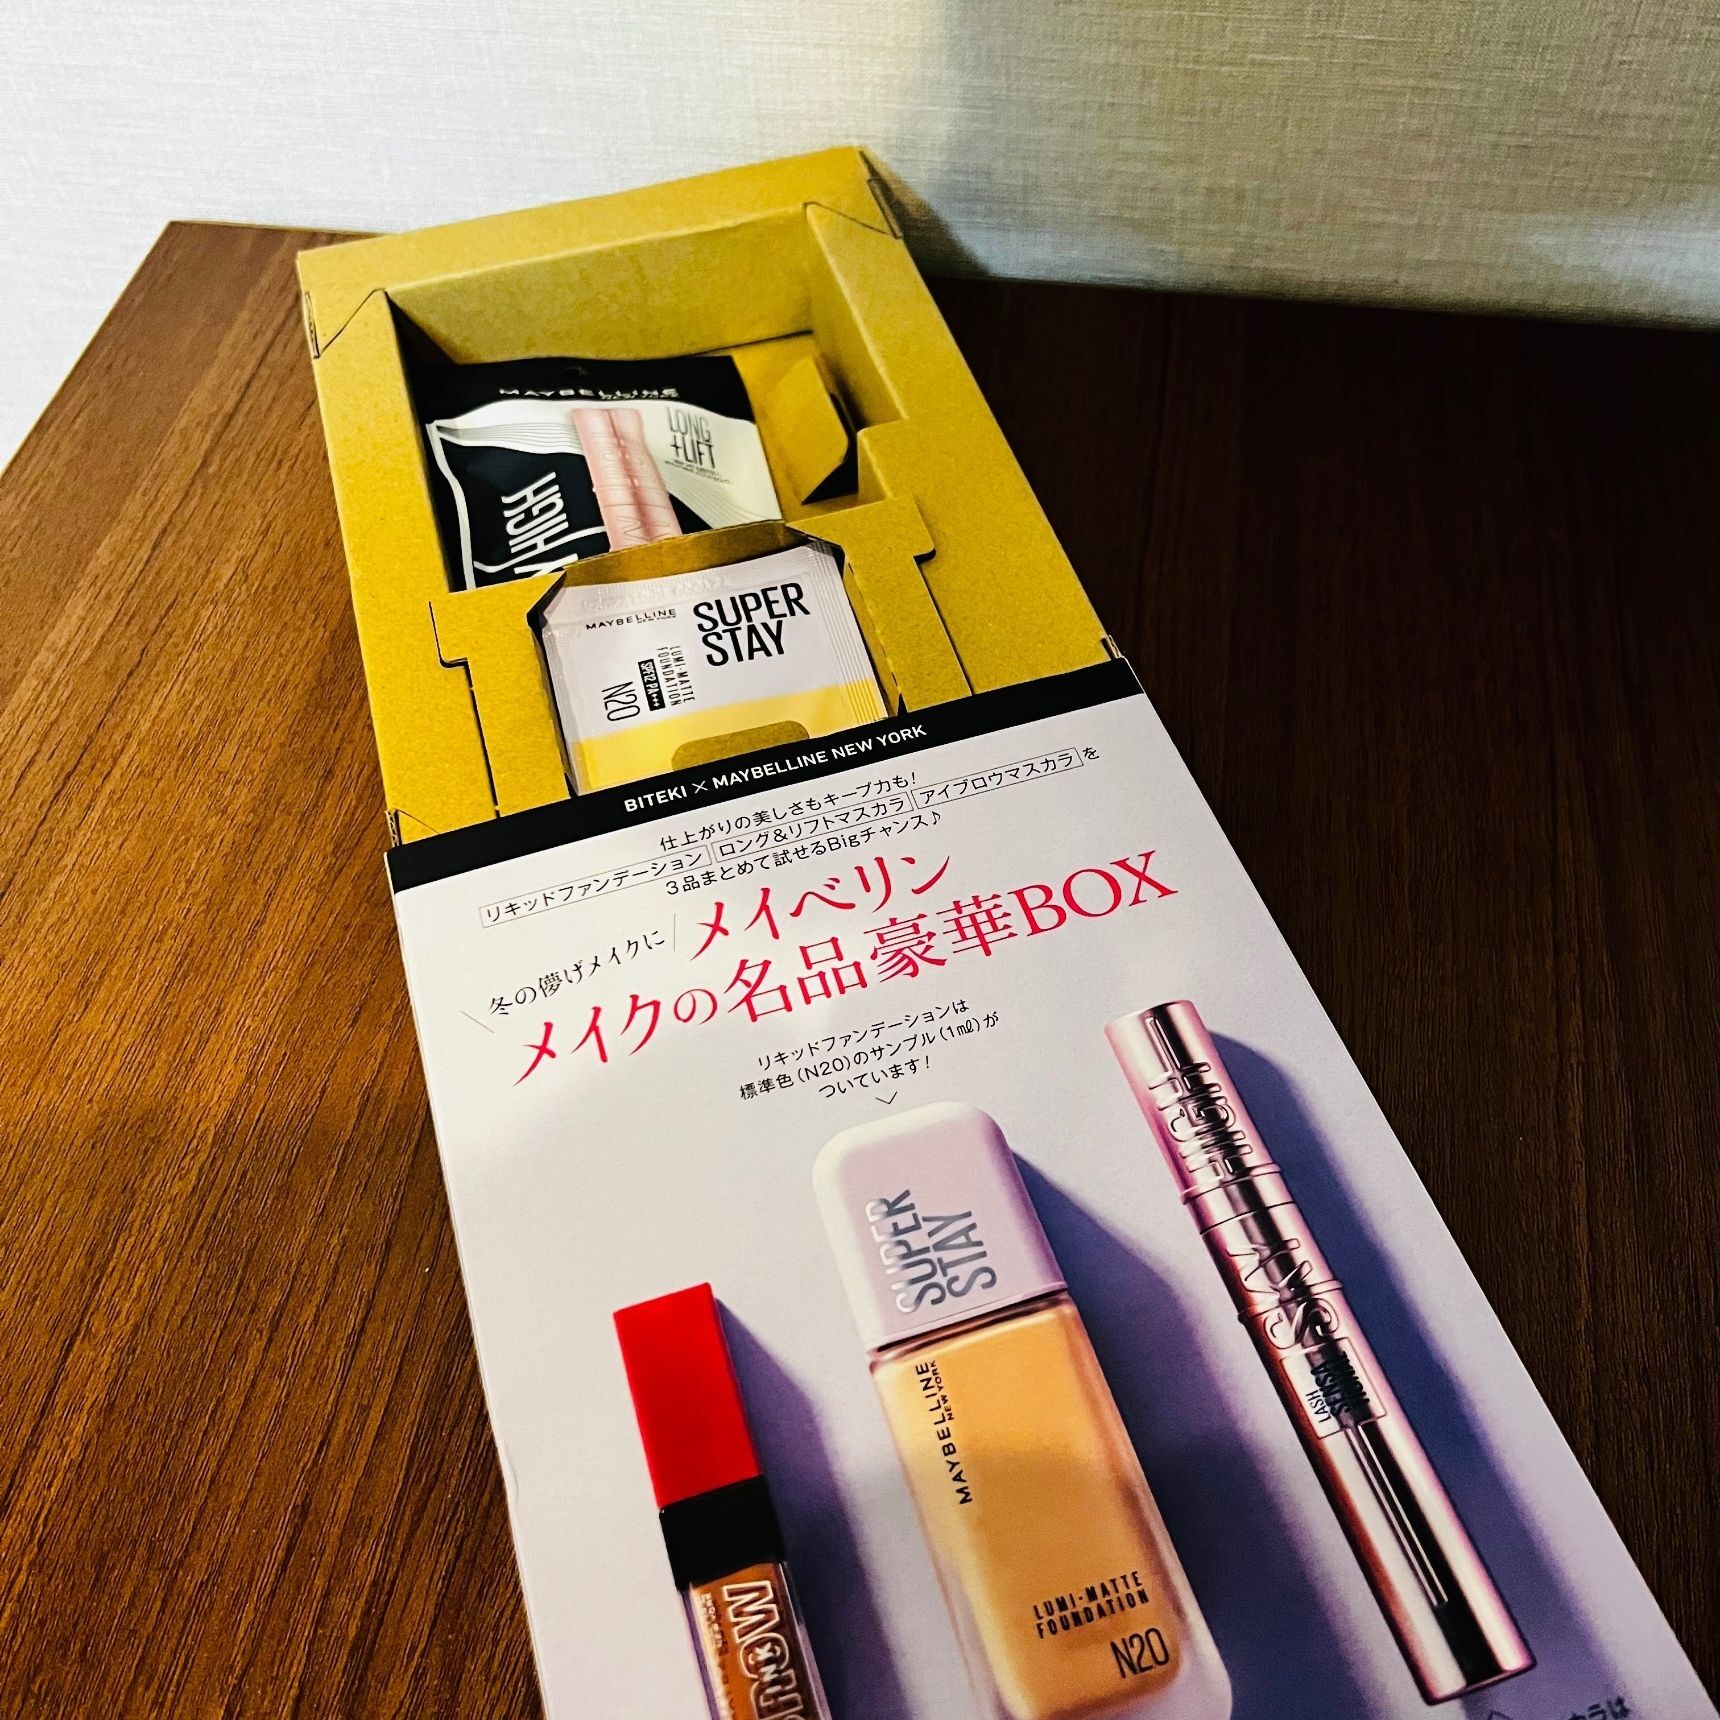 MAYBELLINE
LONG
+LIFT
HIGH
MAYBELLINE
NEW YORK
SUPER
STAY
LUMI-MATTE
FOUNDATION
SPF22 PA+++
N20
BITEKI × MAYBELLINE NEW YORK
仕上がりの美しさもキープ力も!
リキッドファンデーション ロング&リフトマスカラ アイブロウマスカラ を
3品まとめて試せるBigチャンス♪
冬の儚げメイクに メイベリン
メイクの名品豪華BOX
リキッドファンデーションは
標準色(N20)のサンプル(1㎖)が
ついています!
SUPER
STAY
MAYBELLINE
NEW YORK
LUMI-MATTE
FOUNDATION
N20
SKY HIGH
LASH
SENSATIONAL